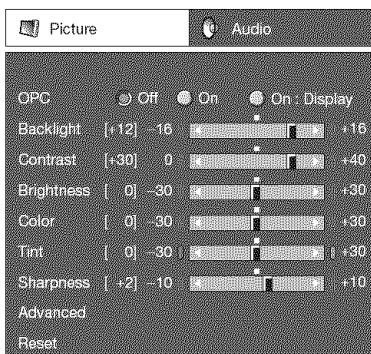 Picture Audio
OPC Off On On : Display
Backlight [+12] −16 +16
Contrast [+30] 0 +40
Brightness [ 0] −30 +30
Color [ 0] −30 +30
Tint [ 0] −30 +30
Sharpness [ +2] −10 +10
Advanced
Reset